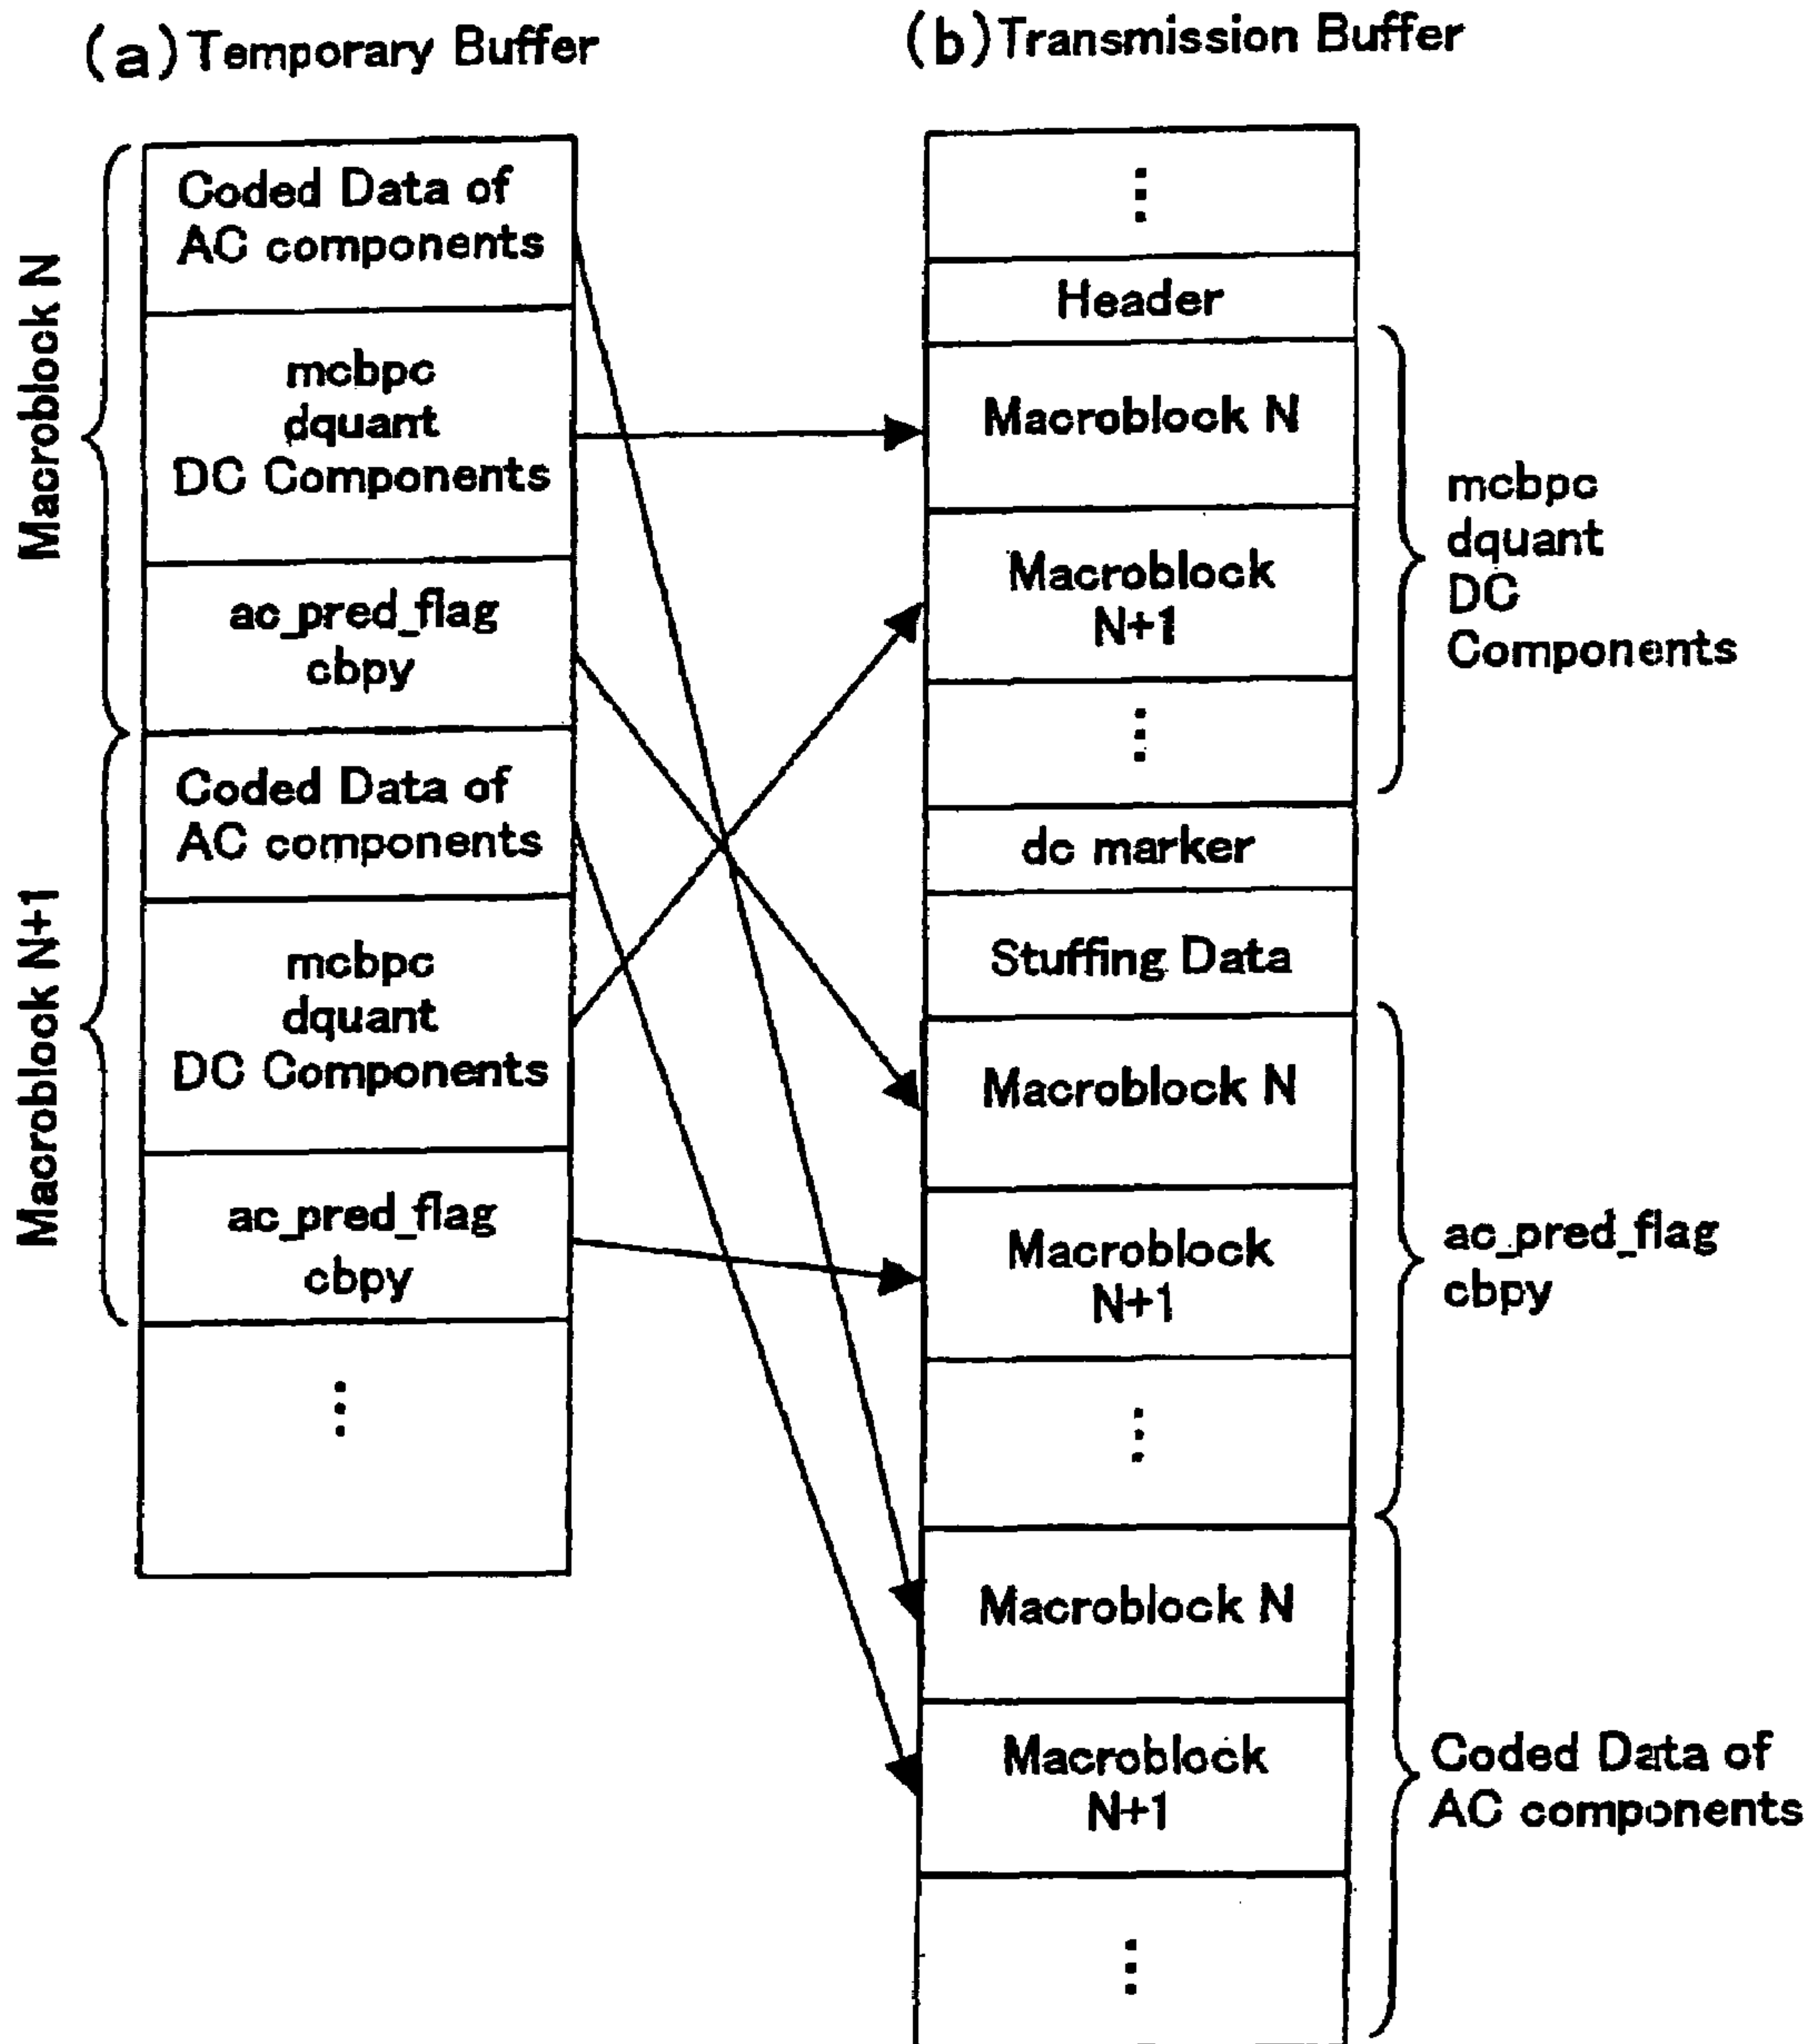 (a) Temporary Buffer
Macroblock N
Coded Data of
AC components
mcbpc
dquant
DC Components
ac_pred_flag
cbpy
Macroblock N+1
Coded Data of
AC components
mcbpc
dquant
DC Components
ac_pred_flag
cbpy
⋮
(b) Transmission Buffer
⋮
Header
Macroblock N
Macroblock
N+1
⋮
mcbpc
dquant
DC
Components
dc marker
Stuffing Data
Macroblock N
Macroblock
N+1
⋮
ac_pred_flag
cbpy
Macroblock N
Macroblock
N+1
⋮
Coded Data of
AC components